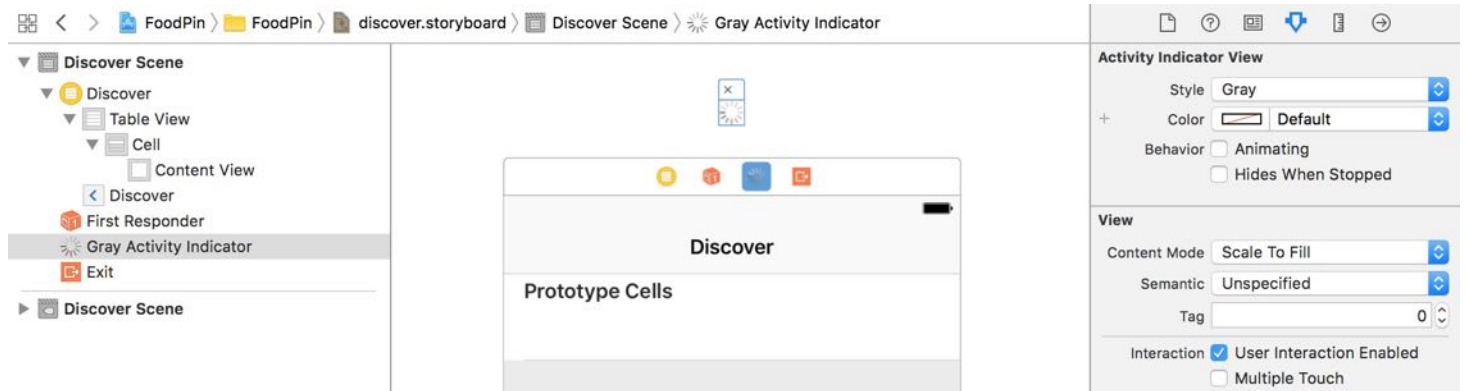 FoodPin FoodPin discover.storyboard Discover Scene Gray Activity Indicator
Discover Scene
Discover
Table View
Cell
Content View
Discover
First Responder
Gray Activity Indicator
Exit
Discover Scene
Discover
Prototype Cells
Activity Indicator View
Style Gray
Color Default
Behavior Animating
Hides When Stopped
View
Content Mode Scale To Fill
Semantic Unspecified
Tag 0
Interaction User Interaction Enabled
Multiple Touch